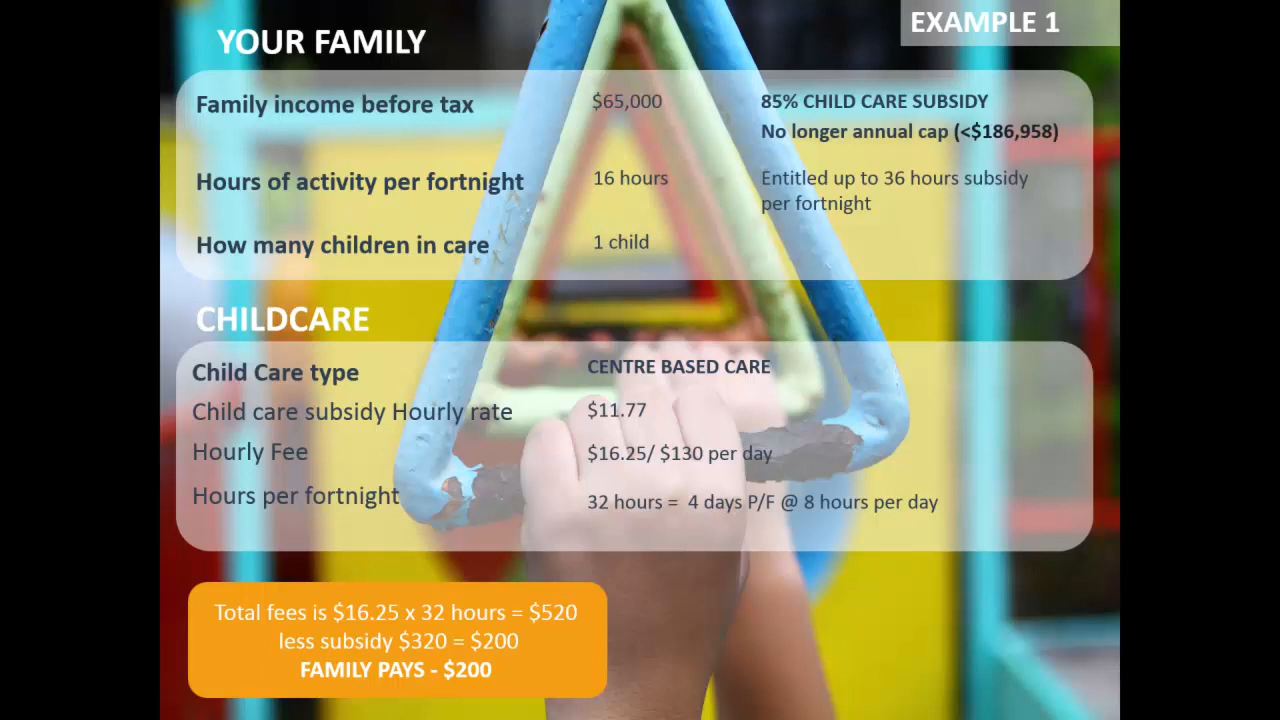 EXAMPLE 1
YOUR FAMILY
Family income before tax $65,000 85% CHILD CARE SUBSIDY
No longer annual cap (<$186,958)
Hours of activity per fortnight 16 hours Entitled up to 36 hours subsidy
per fortnight
How many children in care 1 child
CHILDCARE
Child Care type CENTRE BASED CARE
Child care subsidy Hourly rate $11.77
Hourly Fee $16.25/ $130 per day
Hours per fortnight 32 hours = 4 days P/F @ 8 hours per day
Total fees is $16.25 x 32 hours = $520
less subsidy $320 = $200
FAMILY PAYS - $200